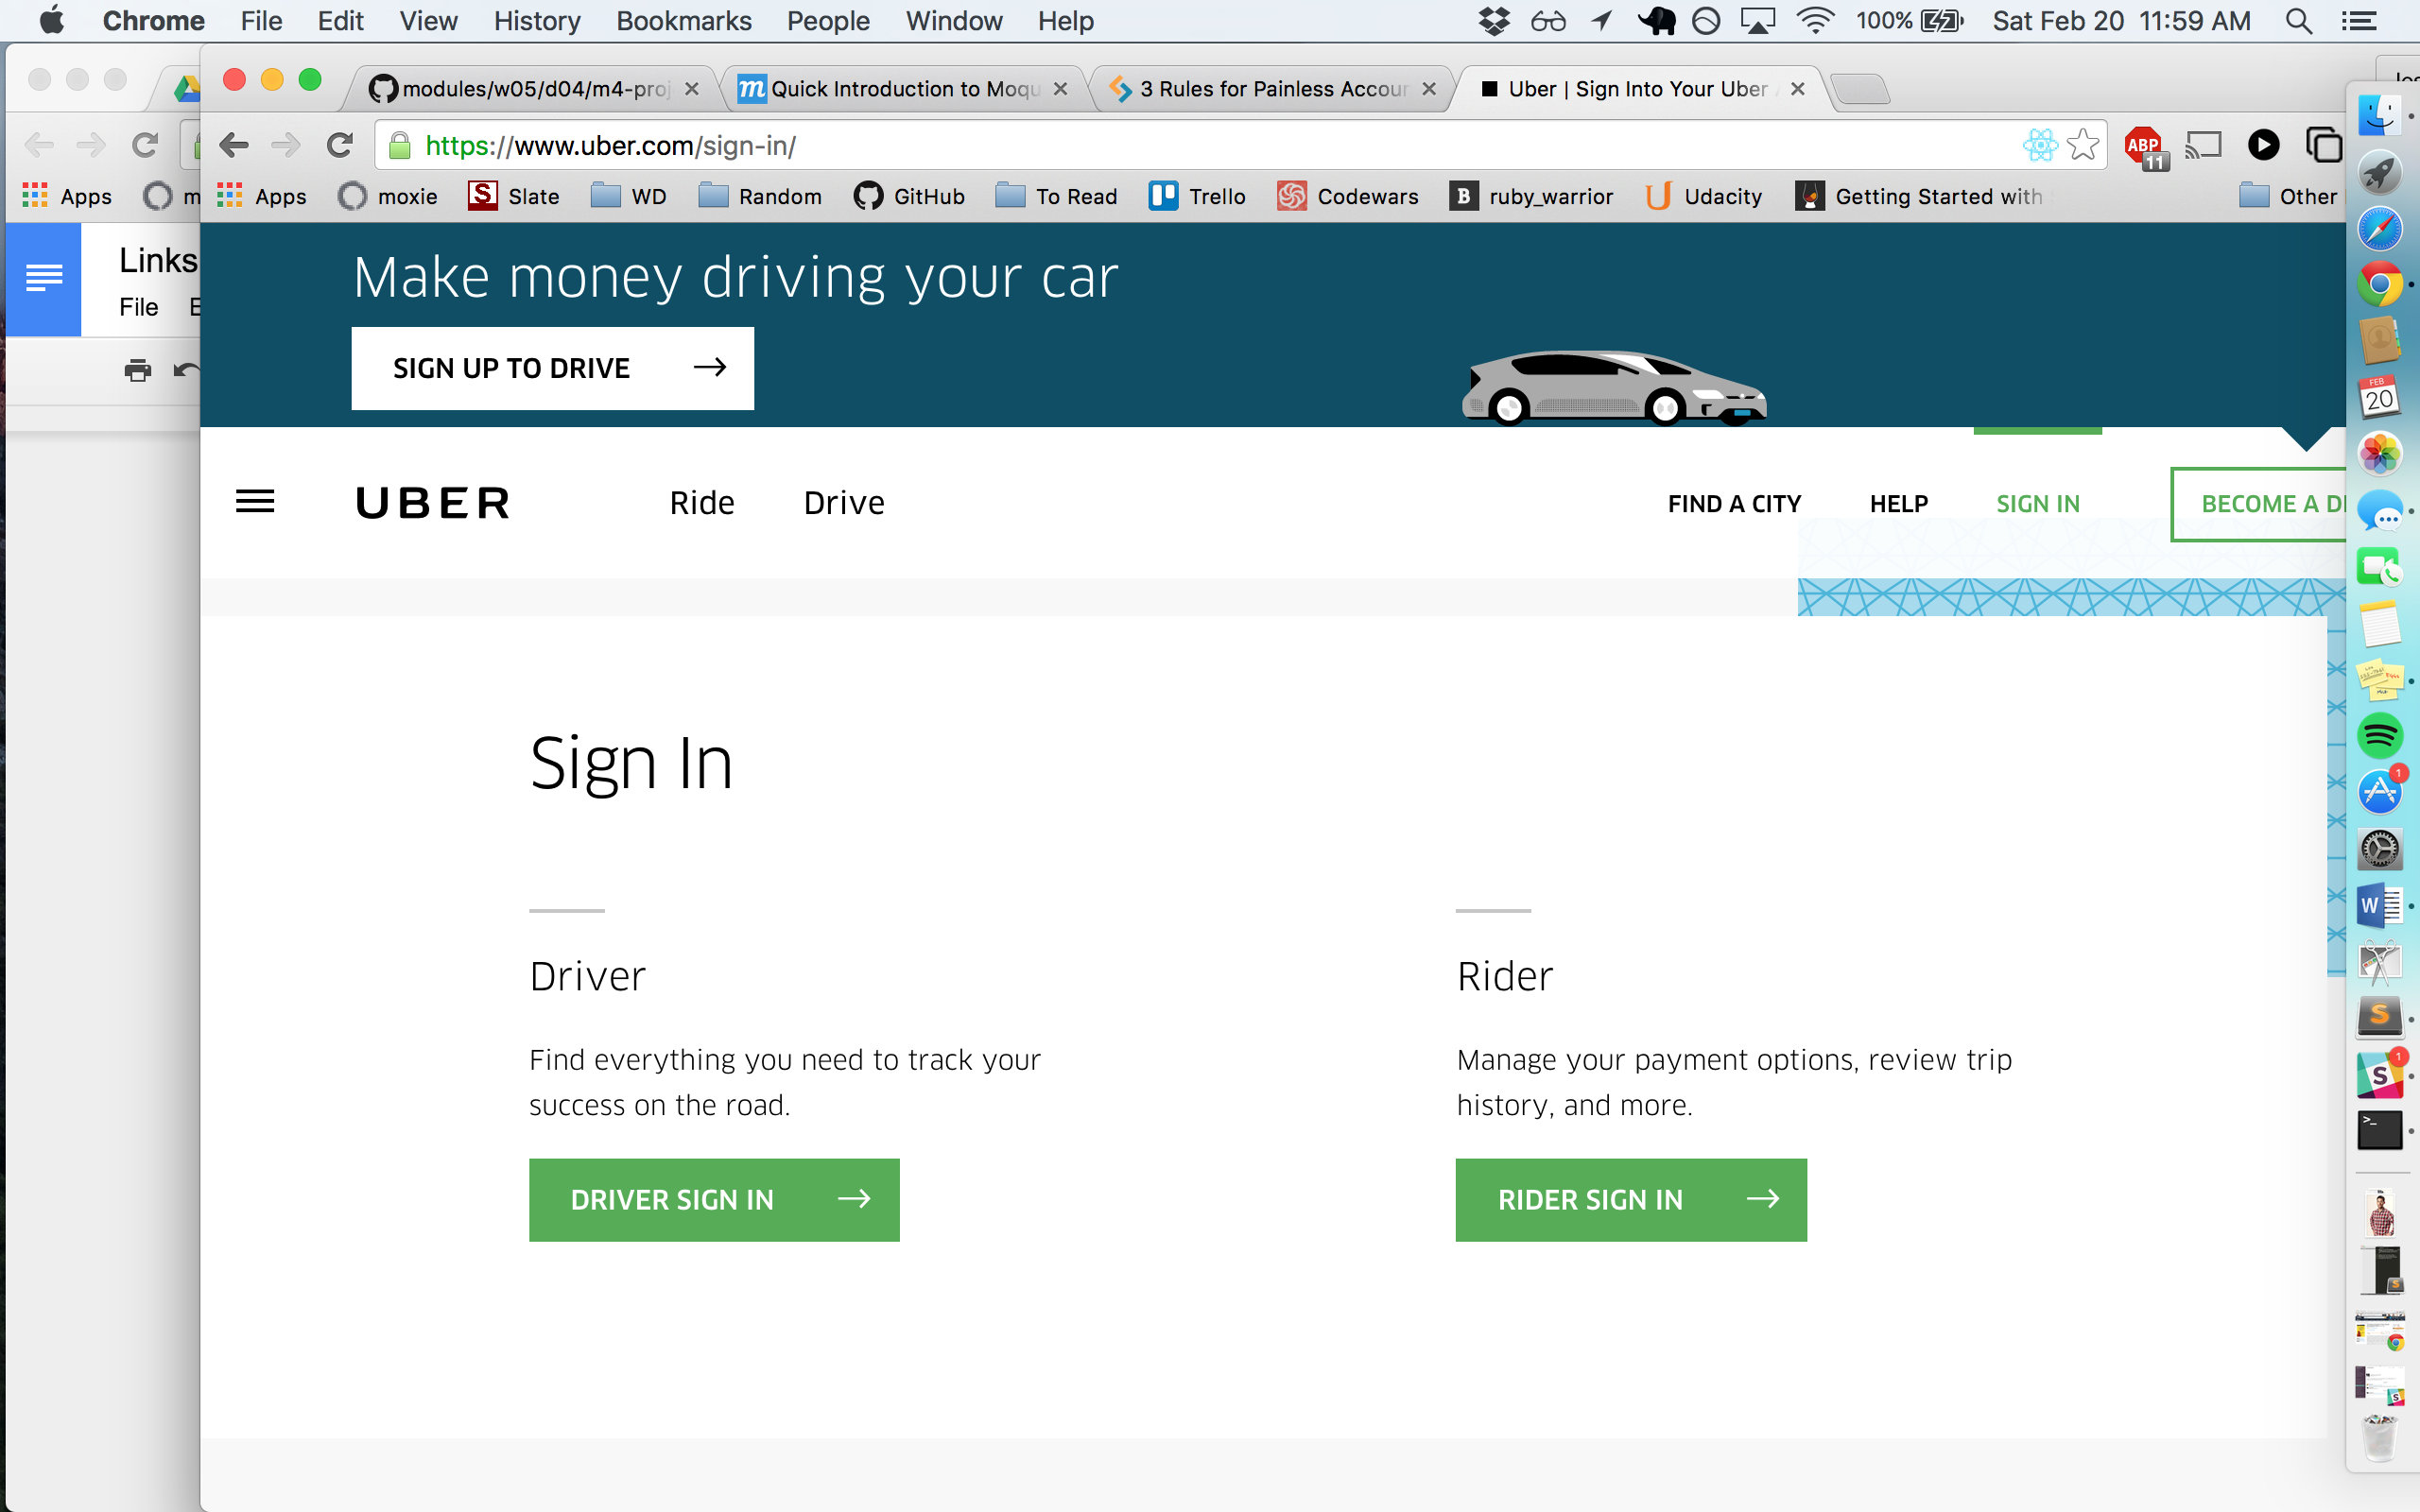 Chrome File Edit View History Bookmarks People Window Help 100% Sat Feb 20 11:59 AM
modules/w05/d04/m4-proj Quick Introduction to Moqu 3 Rules for Painless Accour Uber | Sign Into Your Uber
https://www.uber.com/sign-in/ ABP 11
Apps m Apps moxie Slate WD Random GitHub To Read Trello Codewars ruby_warrior Udacity Getting Started with Other
Links
File E
Make money driving your car
SIGN UP TO DRIVE
UBER Ride Drive FIND A CITY HELP SIGN IN BECOME A
Sign In
Driver Rider
Find everything you need to track your
success on the road.
Manage your payment options, review trip
history, and more.
DRIVER SIGN IN RIDER SIGN IN
FEB
20
1
1